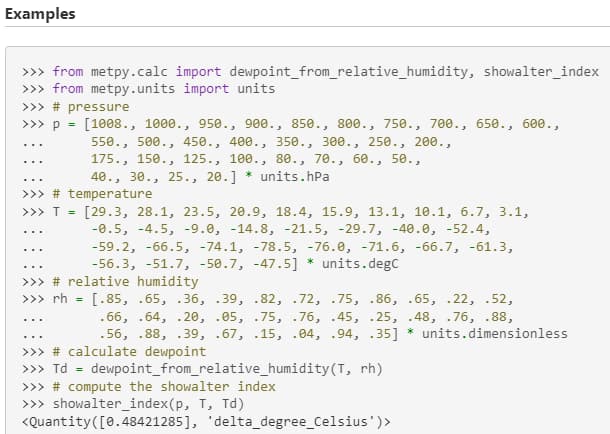 Examples
>>> from metpy.calc import dewpoint_from_relative_humidity, showalter_index
>>> from metpy.units import units
>>> # pressure
>>> p = [1008., 1000., 950., 900., 850., 800., 750., 700., 650., 600.,
...      550., 500., 450., 400., 350., 300., 250., 200.,
...      175., 150., 125., 100., 80., 70., 60., 50.,
...      40., 30., 25., 20.] * units.hPa
>>> # temperature
>>> T = [29.3, 28.1, 23.5, 20.9, 18.4, 15.9, 13.1, 10.1, 6.7, 3.1,
...      -0.5, -4.5, -9.0, -14.8, -21.5, -29.7, -40.0, -52.4,
...      -59.2, -66.5, -74.1, -78.5, -76.0, -71.6, -66.7, -61.3,
...      -56.3, -51.7, -50.7, -47.5] * units.degC
>>> # relative humidity
>>> rh = [.85, .65, .36, .39, .82, .72, .75, .86, .65, .22, .52,
...       .66, .64, .20, .05, .75, .76, .45, .25, .48, .76, .88,
...       .56, .88, .39, .67, .15, .04, .94, .35] * units.dimensionless
>>> # calculate dewpoint
>>> Td = dewpoint_from_relative_humidity(T, rh)
>>> # compute the showalter index
>>> showalter_index(p, T, Td)
<Quantity([0.48421285], 'delta_degree_Celsius')>